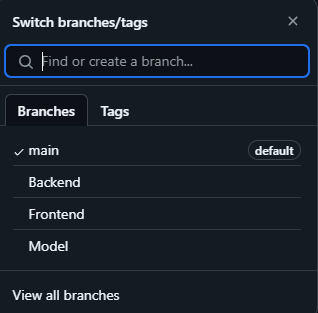 Switch branches/tags
Find or create a branch...
Branches Tags
main default
Backend
Frontend
Model
View all branches